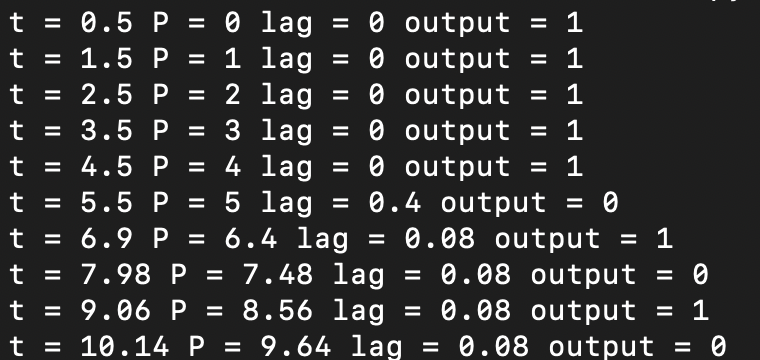 t = 0.5 P = 0 lag = 0 output = 1
t = 1.5 P = 1 lag = 0 output = 1
t = 2.5 P = 2 lag = 0 output = 1
t = 3.5 P = 3 lag = 0 output = 1
t = 4.5 P = 4 lag = 0 output = 1
t = 5.5 P = 5 lag = 0.4 output = 0
t = 6.9 P = 6.4 lag = 0.08 output = 1
t = 7.98 P = 7.48 lag = 0.08 output = 0
t = 9.06 P = 8.56 lag = 0.08 output = 1
t = 10.14 P = 9.64 lag = 0.08 output = 0